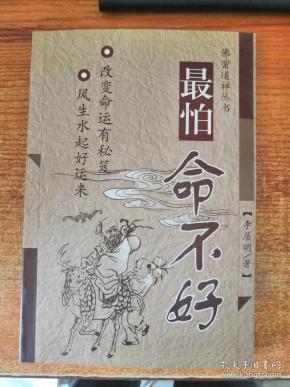 佛密道禅丛书
最怕
命不好
【李居明/著】
●改变命运有秘笈
●风生水起好运来
孔夫子旧书网